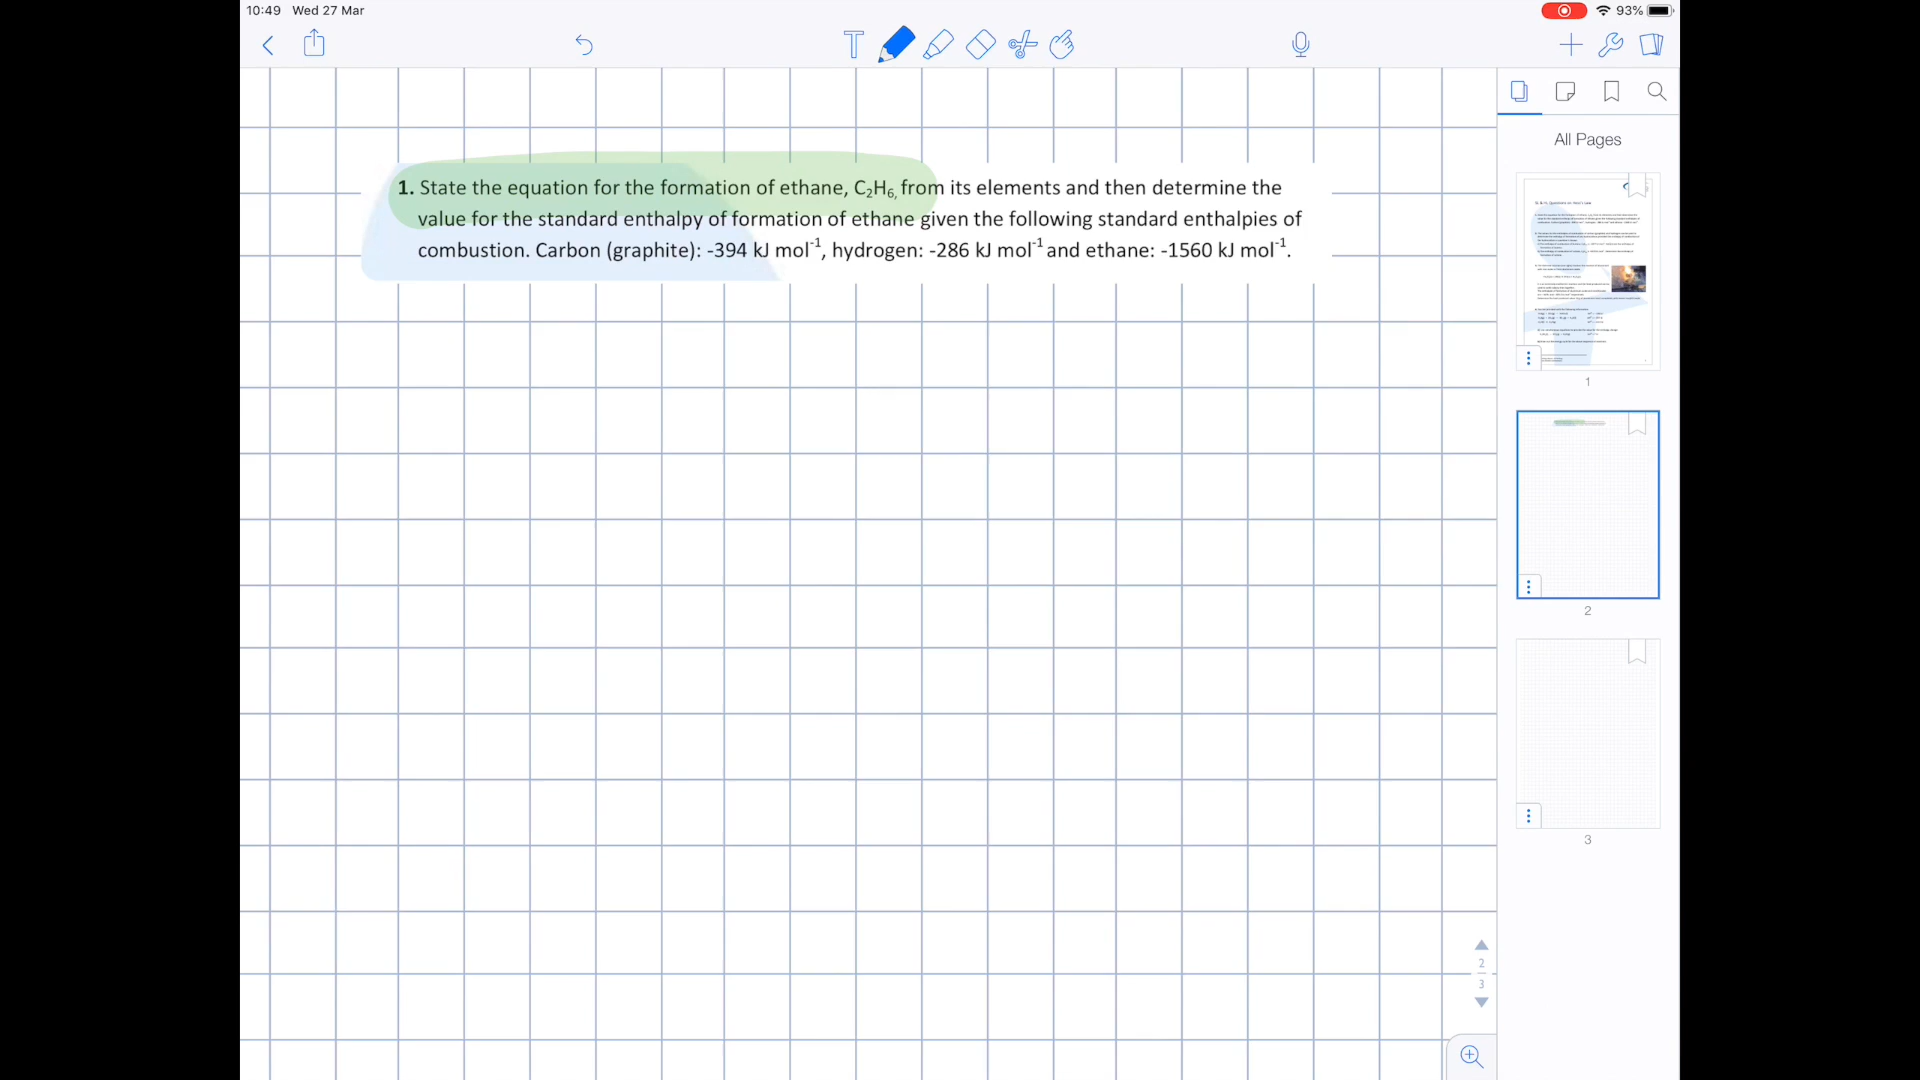 10:49 Wed 27 Mar
93%
T
All Pages
1. State the equation for the formation of ethane, C₂H₆, from its elements and then determine the
value for the standard enthalpy of formation of ethane given the following standard enthalpies of
combustion. Carbon (graphite): -394 kJ mol⁻¹, hydrogen: -286 kJ mol⁻¹ and ethane: -1560 kJ mol⁻¹.
1
2
3
2
3